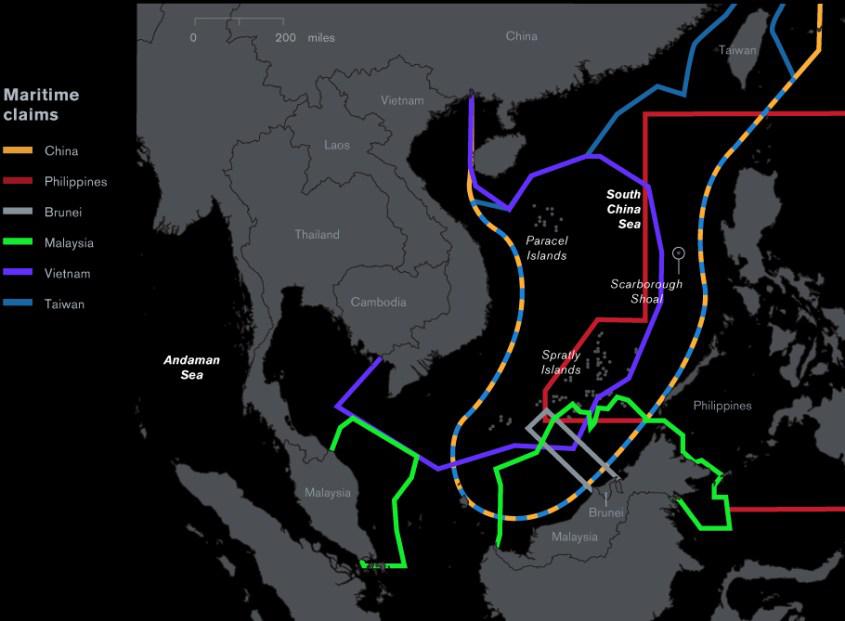 0 200 miles
China
Taiwan
Maritime
claims
China
Philippines
Brunei
Malaysia
Vietnam
Taiwan
Vietnam
Laos
Thailand
Cambodia
South
China
Sea
Paracel
Islands
Scarborough
Shoal
Spratly
Islands
Andaman
Sea
Philippines
Malaysia
Brunei
Malaysia